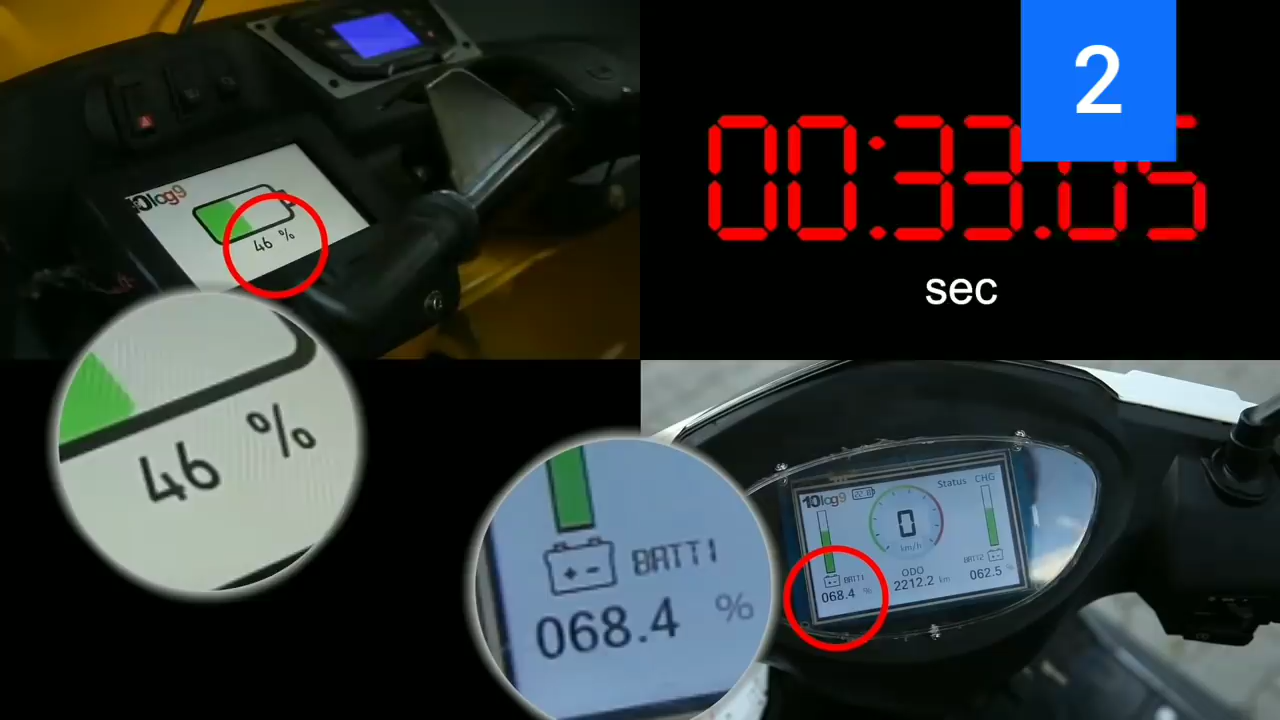 10log9
46 %
2
00:33.05
sec
46 %
BATT1
068.4 %
10log9
Status CHG
0
km/h
BATT1
068.4 %
ODO
2212.2 km
BATT2
062.5 %